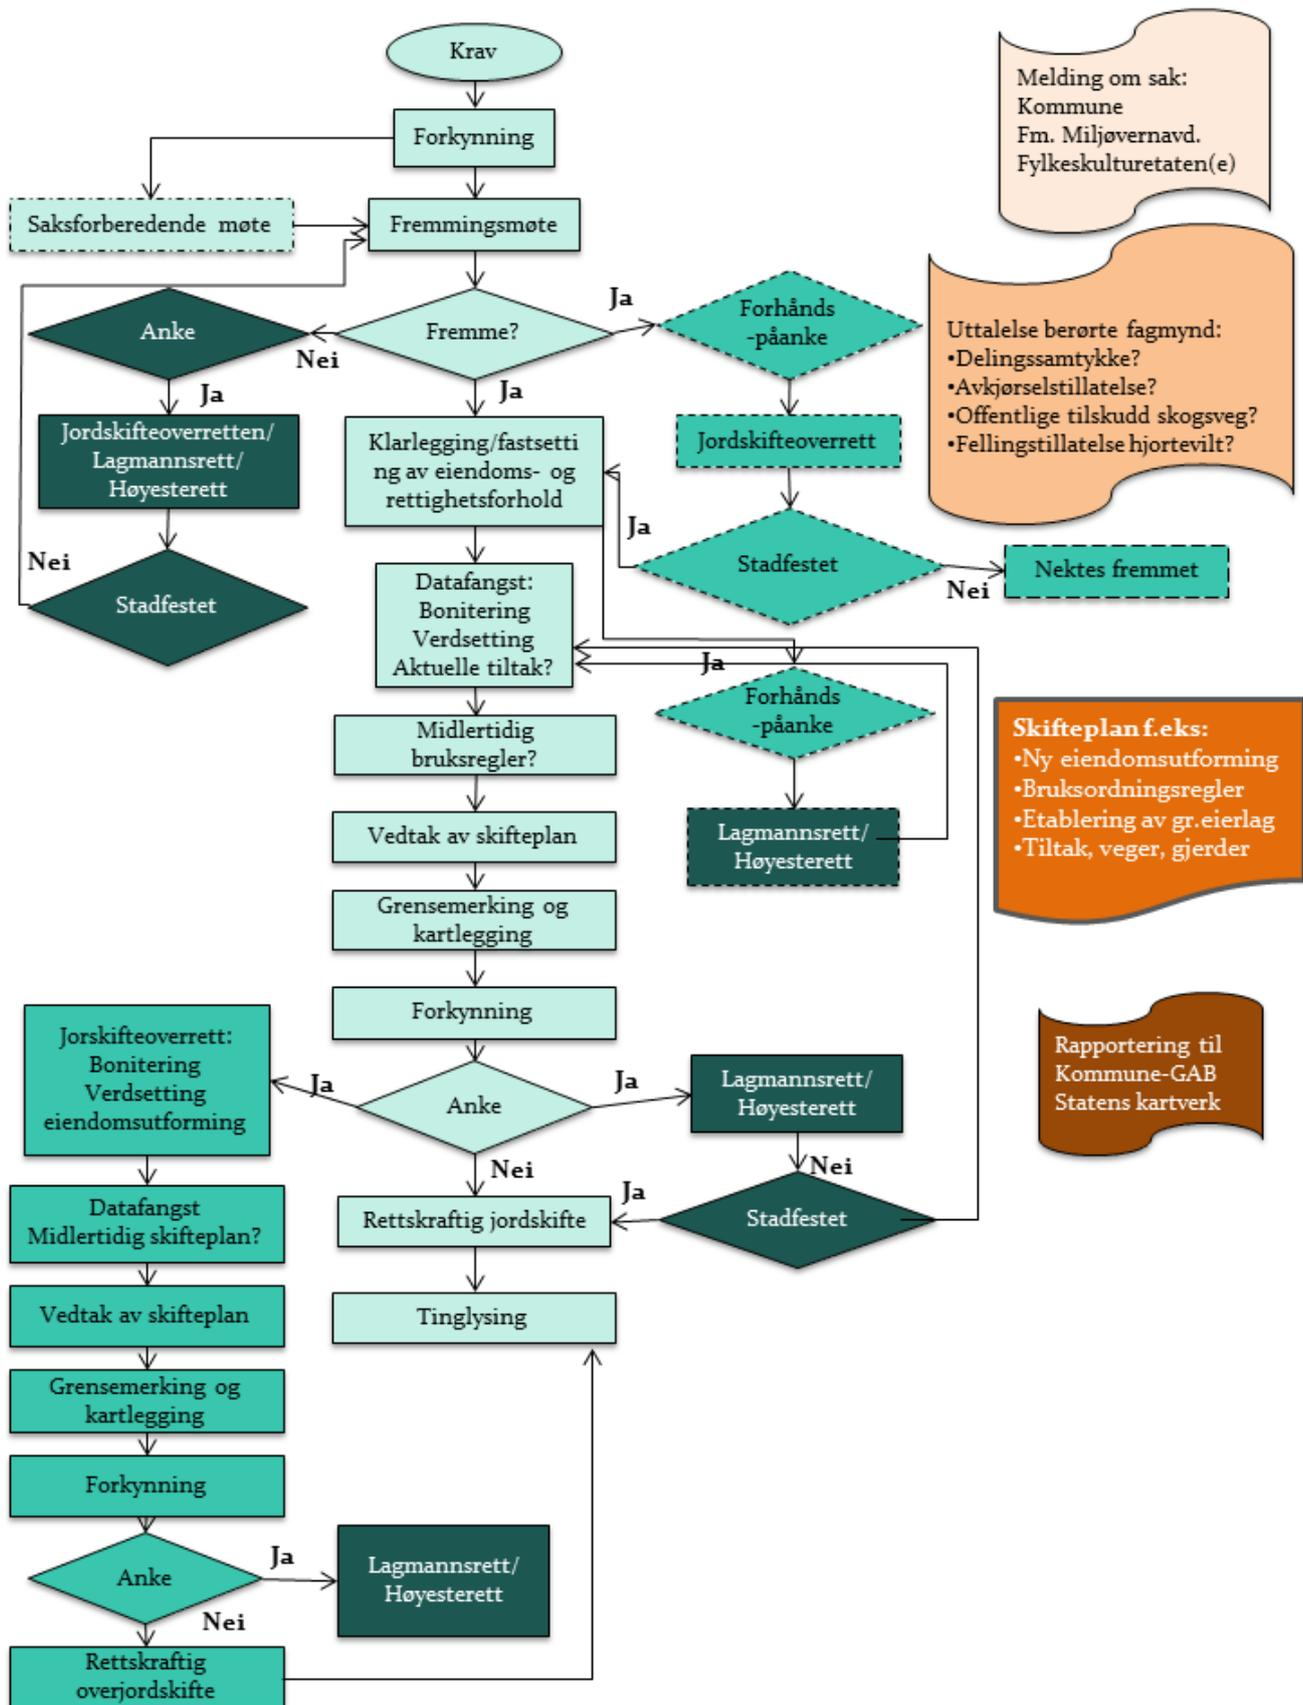 Krav
Forkynning
Saksforberedende møte
Fremmingsmøte
Fremme?
Nei
Anke
Ja
Jordskifteoverretten/
Lagmannsrett/
Høyesterett
Stadfestet
Nei
Ja
Forhånds
-påanke
Jordskifteoverrett
Stadfestet
Ja
Nei
Nektes fremmet
Ja
Klarlegging/fastsetti
ng av eiendoms- og
rettighetsforhold
Datafangst:
Bonitering
Verdsetting
Aktuelle tiltak?
Ja
Forhånds
-påanke
Lagmannsrett/
Høyesterett
Midlertidig
bruksregler?
Vedtak av skifteplan
Grensemerking og
kartlegging
Forkynning
Anke
Ja
Ja
Nei
Lagmannsrett/
Høyesterett
Nei
Stadfestet
Ja
Rettskraftig jordskifte
Tinglysing
Jorskifteoverrett:
Bonitering
Verdsetting
eiendomsutforming
Datafangst
Midlertidig skifteplan?
Vedtak av skifteplan
Grensemerking og
kartlegging
Forkynning
Anke
Ja
Lagmannsrett/
Høyesterett
Nei
Rettskraftig
overjordskifte
Melding om sak:
Kommune
Fm. Miljøvernavd.
Fylkeskulturetaten(e)
Uttalelse berørte fagmynd:
•Delingssamtykke?
•Avkjørselstillatelse?
•Offentlige tilskudd skogsveg?
•Fellingstillatelse hjortevilt?
Skifteplan f.eks:
•Ny eiendomsutforming
•Bruksordningsregler
•Etablering av gr.eierlag
•Tiltak, veger, gjerder
Rapportering til
Kommune-GAB
Statens kartverk